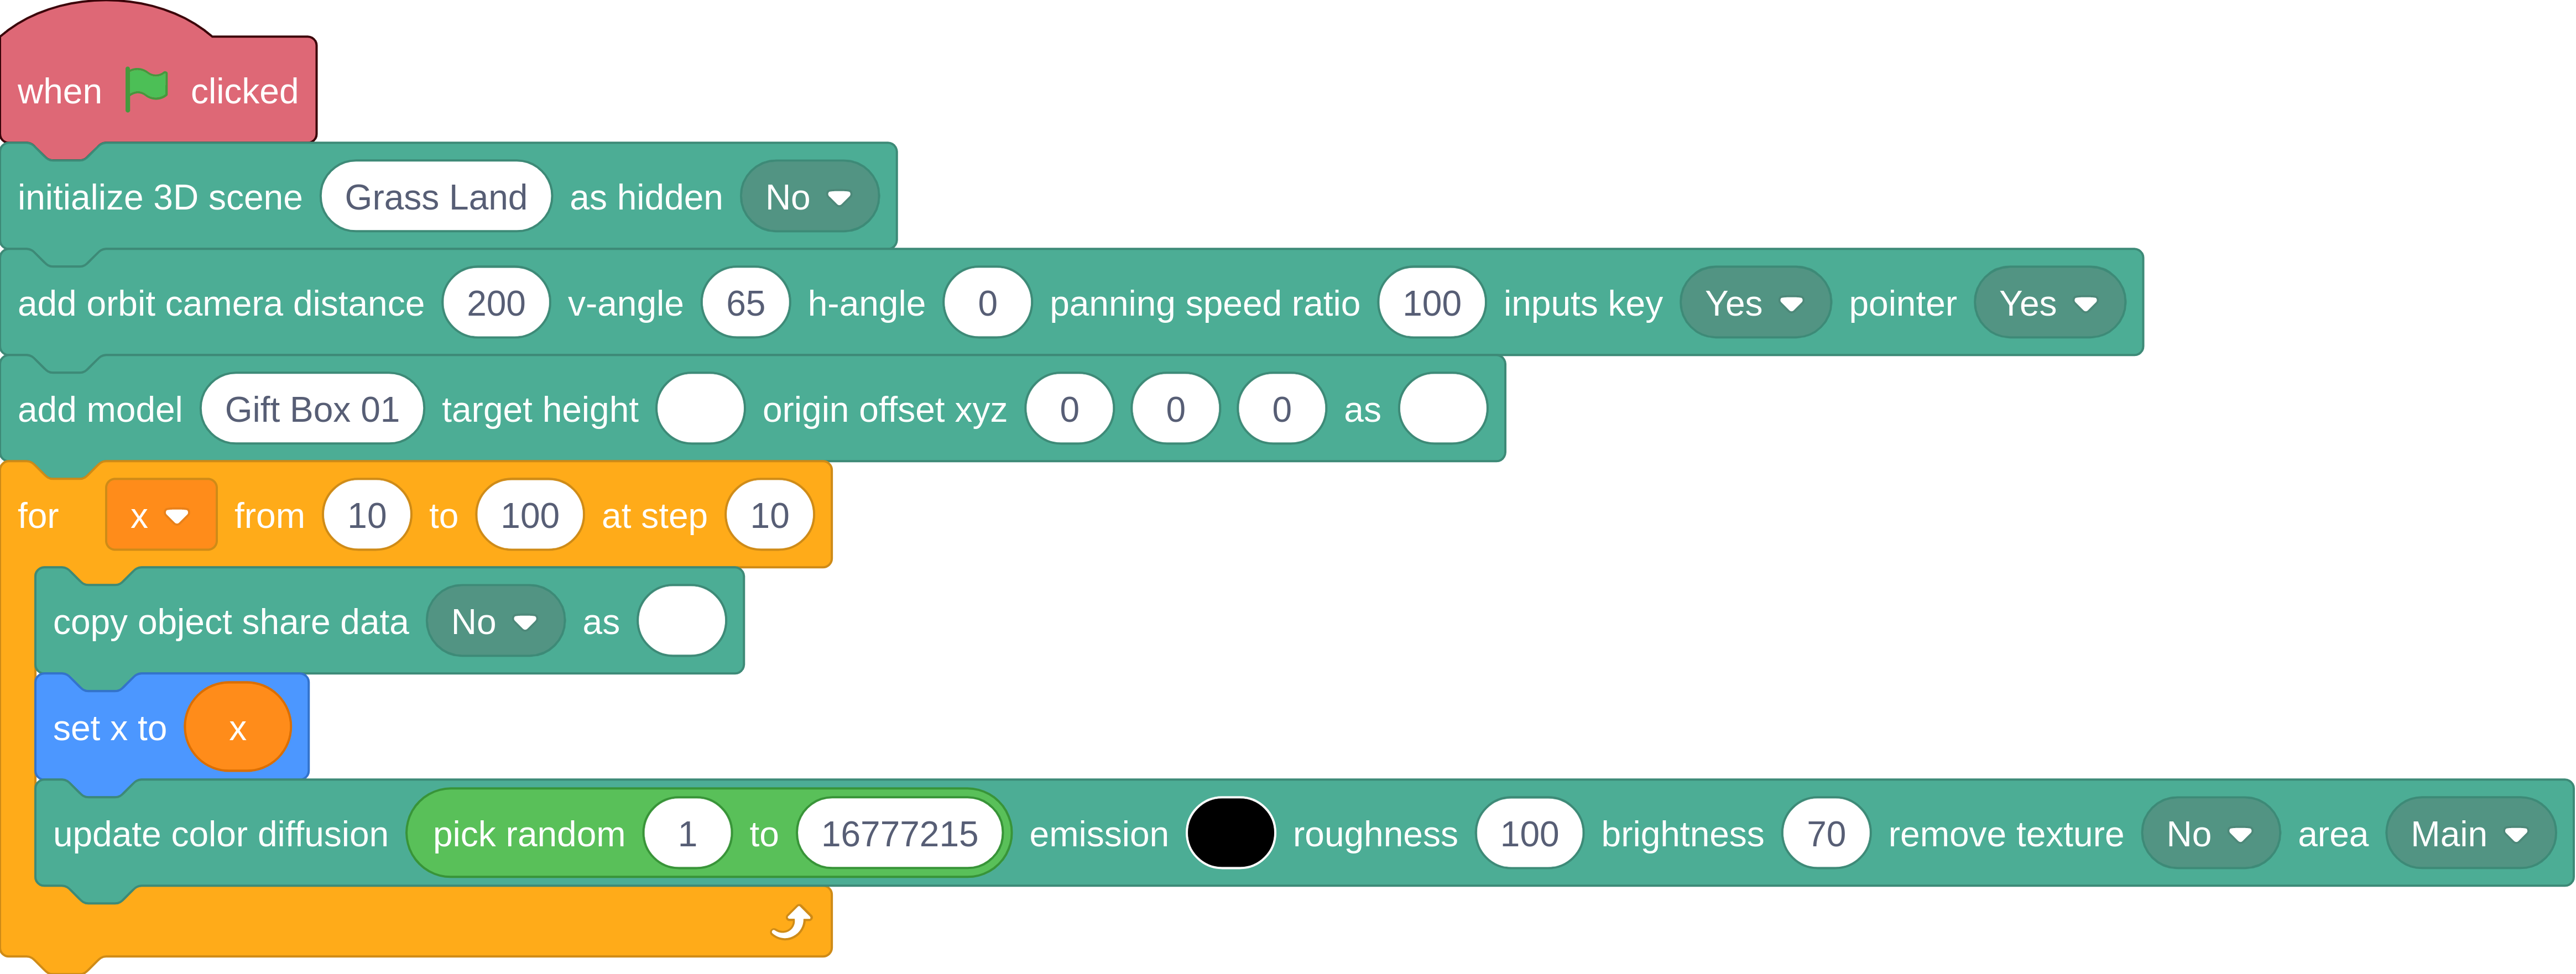 when clicked
initialize 3D scene Grass Land as hidden No
add orbit camera distance 200 v-angle 65 h-angle 0 panning speed ratio 100 inputs key Yes pointer Yes
add model Gift Box 01 target height origin offset xyz 0 0 0 as
for x from 10 to 100 at step 10
copy object share data No as
set x to x
update color diffusion pick random 1 to 16777215 emission roughness 100 brightness 70 remove texture No area Main